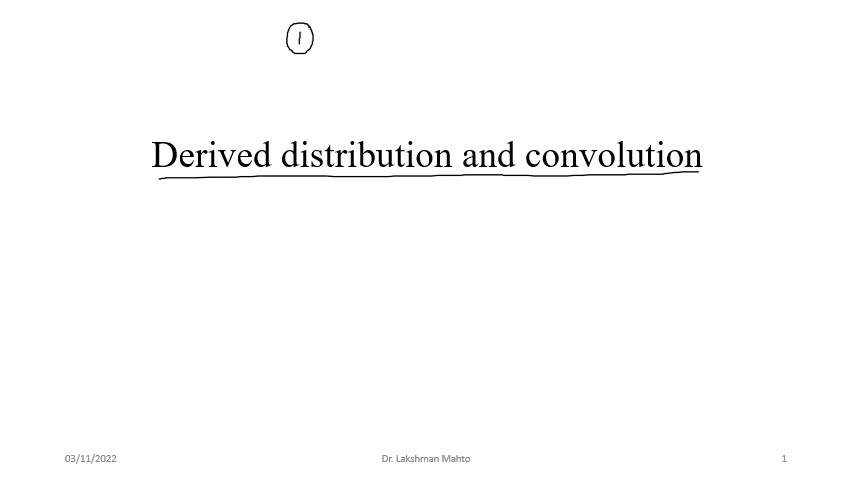 1
Derived distribution and convolution
03/11/2022 Dr. Lakshman Mahto 1